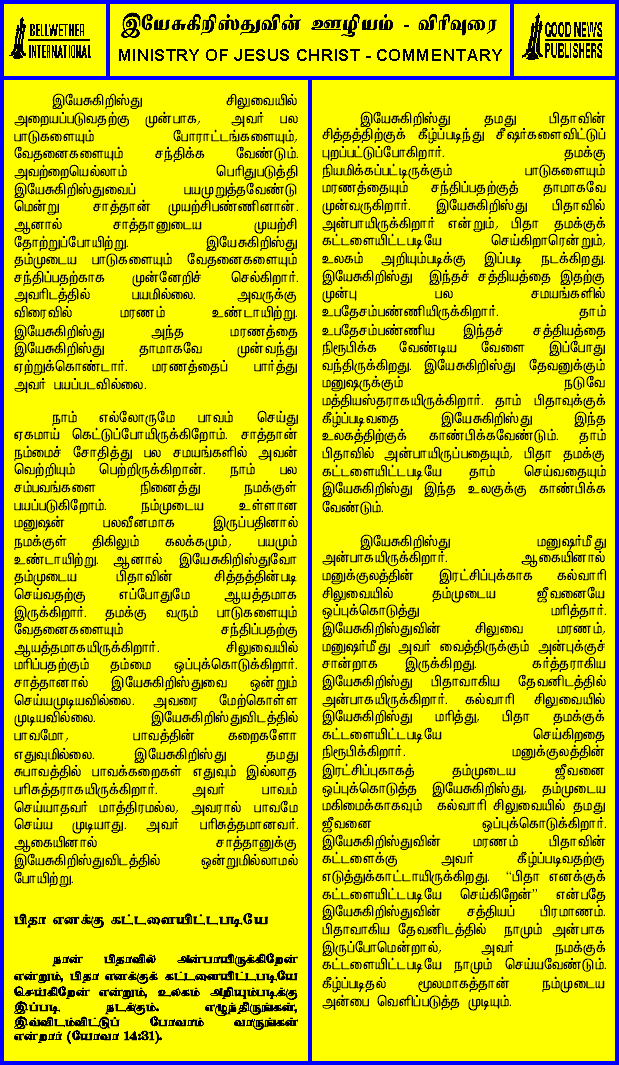 BELLWETHER
INTERNATIONAL
இயேசுகிறிஸ்துவின் ஊழியம் - விரிவுரை
MINISTRY OF JESUS CHRIST - COMMENTARY
GOOD NEWS
PUBLISHERS
இயேசுகிறிஸ்து சிலுவையில்
அறையப்படுவதற்கு முன்பாக, அவர் பல
பாடுகளையும் போராட்டங்களையும்,
வேதனைகளையும் சந்திக்க வேண்டும்.
அவற்றையெல்லாம் பெரிதுபடுத்தி
இயேசுகிறிஸ்துவைப் பயமுறுத்தவேண்டு
மென்று சாத்தான் முயற்சிபண்ணினான்.
ஆனால் சாத்தானுடைய முயற்சி
தோற்றுப்போயிற்று. இயேசுகிறிஸ்து
தம்முடைய பாடுகளையும் வேதனைகளையும்
சந்திப்பதற்காக முன்னேறிச் செல்கிறார்.
அவரிடத்தில் பயமில்லை. அவருக்கு
விரைவில் மரணம் உண்டாயிற்று.
இயேசுகிறிஸ்து அந்த மரணத்தை
இயேசுகிறிஸ்து தாமாகவே முன்வந்து
ஏற்றுக்கொண்டார். மரணத்தைப் பார்த்து
அவர் பயப்படவில்லை.
நாம் எல்லோருமே பாவம் செய்து
ஏகமாய் கெட்டுப்போயிருக்கிறோம். சாத்தான்
நம்மைச் சோதித்து பல சமயங்களில் அவன்
வெற்றியும் பெற்றிருக்கிறான். நாம் பல
சம்பவங்களை நினைத்து நமக்குள்
பயப்படுகிறோம். நம்முடைய உள்ளான
மனுஷன் பலவீனமாக இருப்பதினால்
நமக்குள் திகிலும் கலக்கமும், பயமும்
உண்டாயிற்று. ஆனால் இயேசுகிறிஸ்துவோ
தம்முடைய பிதாவின் சித்தத்தின்படி
செய்வதற்கு எப்போதுமே ஆயத்தமாக
இருக்கிறார். தமக்கு வரும் பாடுகளையும்
வேதனைகளையும் சந்திப்பதற்கு
ஆயத்தமாகயிருக்கிறார். சிலுவையில்
மரிப்பதற்கும் தம்மை ஒப்புக்கொடுக்கிறார்.
சாத்தானால் இயேசுகிறிஸ்துவை ஒன்றும்
செய்யமுடியவில்லை. அவரை மேற்கொள்ள
முடியவில்லை. இயேசுகிறிஸ்துவிடத்தில்
பாவமோ, பாவத்தின் கறைகளோ
எதுவுமில்லை. இயேசுகிறிஸ்து தமது
சுபாவத்தில் பாவக்கறைகள் எதுவும் இல்லாத
பரிசுத்தராகயிருக்கிறார். அவர் பாவம்
செய்யாதவர் மாத்திரமல்ல, அவரால் பாவமே
செய்ய முடியாது. அவர் பரிசுத்தமானவர்.
ஆகையினால் சாத்தானுக்கு
இயேசுகிறிஸ்துவிடத்தில் ஒன்றுமில்லாமல்
போயிற்று.
பிதா எனக்கு கட்டளையிட்டபடியே
நான் பிதாவில் அன்பாயிருக்கிறேன்
என்றும், பிதா எனக்குக் கட்டளையிட்டபடியே
செய்கிறேன் என்றும், உலகம் அறியும்படிக்கு
இப்படி நடக்கும். எழுந்திருங்கள்,
இவ்விடம்விட்டுப் போவாம் வாருங்கள்
என்றார் (யோவா 14:31).
இயேசுகிறிஸ்து தமது பிதாவின்
சித்தத்திற்குக் கீழ்ப்படிந்து சீஷர்களைவிட்டுப்
புறப்பட்டுப்போகிறார். தமக்கு
நியமிக்கப்பட்டிருக்கும் பாடுகளையும்
மரணத்தையும் சந்திப்பதற்குத் தாமாகவே
முன்வருகிறார். இயேசுகிறிஸ்து பிதாவில்
அன்பாயிருக்கிறார் என்றும், பிதா தமக்குக்
கட்டளையிட்டபடியே செய்கிறாரென்றும்,
உலகம் அறியும்படிக்கு இப்படி நடக்கிறது.
இயேசுகிறிஸ்து இந்தச் சத்தியத்தை இதற்கு
முன்பு பல சமயங்களில்
உபதேசம்பண்ணியிருக்கிறார். தாம்
உபதேசம்பண்ணிய இந்தச் சத்தியத்தை
நிரூபிக்க வேண்டிய வேளை இப்போது
வந்திருக்கிறது. இயேசுகிறிஸ்து தேவனுக்கும்
மனுஷருக்கும் நடுவே
மத்தியஸ்தராகயிருக்கிறார். தாம் பிதாவுக்குக்
கீழ்ப்படிவதை இயேசுகிறிஸ்து இந்த
உலகத்திற்குக் காண்பிக்கவேண்டும். தாம்
பிதாவில் அன்பாயிருப்பதையும், பிதா தமக்கு
கட்டளையிட்டபடியே தாம் செய்வதையும்
இயேசுகிறிஸ்து இந்த உலகுக்கு காண்பிக்க
வேண்டும்.
இயேசுகிறிஸ்து மனுஷர்மீது
அன்பாகயிருக்கிறார். ஆகையினால்
மனுக்குலத்தின் இரட்சிப்புக்காக கல்வாரி
சிலுவையில் தம்முடைய ஜீவனையே
ஒப்புக்கொடுத்து மரித்தார்.
இயேசுகிறிஸ்துவின் சிலுவை மரணம்,
மனுஷர்மீது அவர் வைத்திருக்கும் அன்புக்குச்
சான்றாக இருக்கிறது. கர்த்தராகிய
இயேசுகிறிஸ்து பிதாவாகிய தேவனிடத்தில்
அன்பாகயிருக்கிறார். கல்வாரி சிலுவையில்
இயேசுகிறிஸ்து மரித்து, பிதா தமக்குக்
கட்டளையிட்டபடியே செய்கிறதை
நிரூபிக்கிறார். மனுக்குலத்தின்
இரட்சிப்புகாகத் தம்முடைய ஜீவனை
ஒப்புக்கொடுத்த இயேசுகிறிஸ்து, தம்முடைய
மகிமைக்காகவும் கல்வாரி சிலுவையில் தமது
ஜீவனை ஒப்புக்கொடுக்கிறார்.
இயேசுகிறிஸ்துவின் மரணம் பிதாவின்
கட்டளைக்கு அவர் கீழ்ப்படிவதற்கு
எடுத்துக்காட்டாயிருக்கிறது. “பிதா எனக்குக்
கட்டளையிட்டபடியே செய்கிறேன்” என்பதே
இயேசுகிறிஸ்துவின் சத்தியப் பிரமாணம்.
பிதாவாகிய தேவனிடத்தில் நாமும் அன்பாக
இருப்போமென்றால், அவர் நமக்குக்
கட்டளையிட்டபடியே நாமும் செய்யவேண்டும்.
கீழ்ப்படிதல் மூலமாகத்தான் நம்முடைய
அன்பை வெளிப்படுத்த முடியும்.